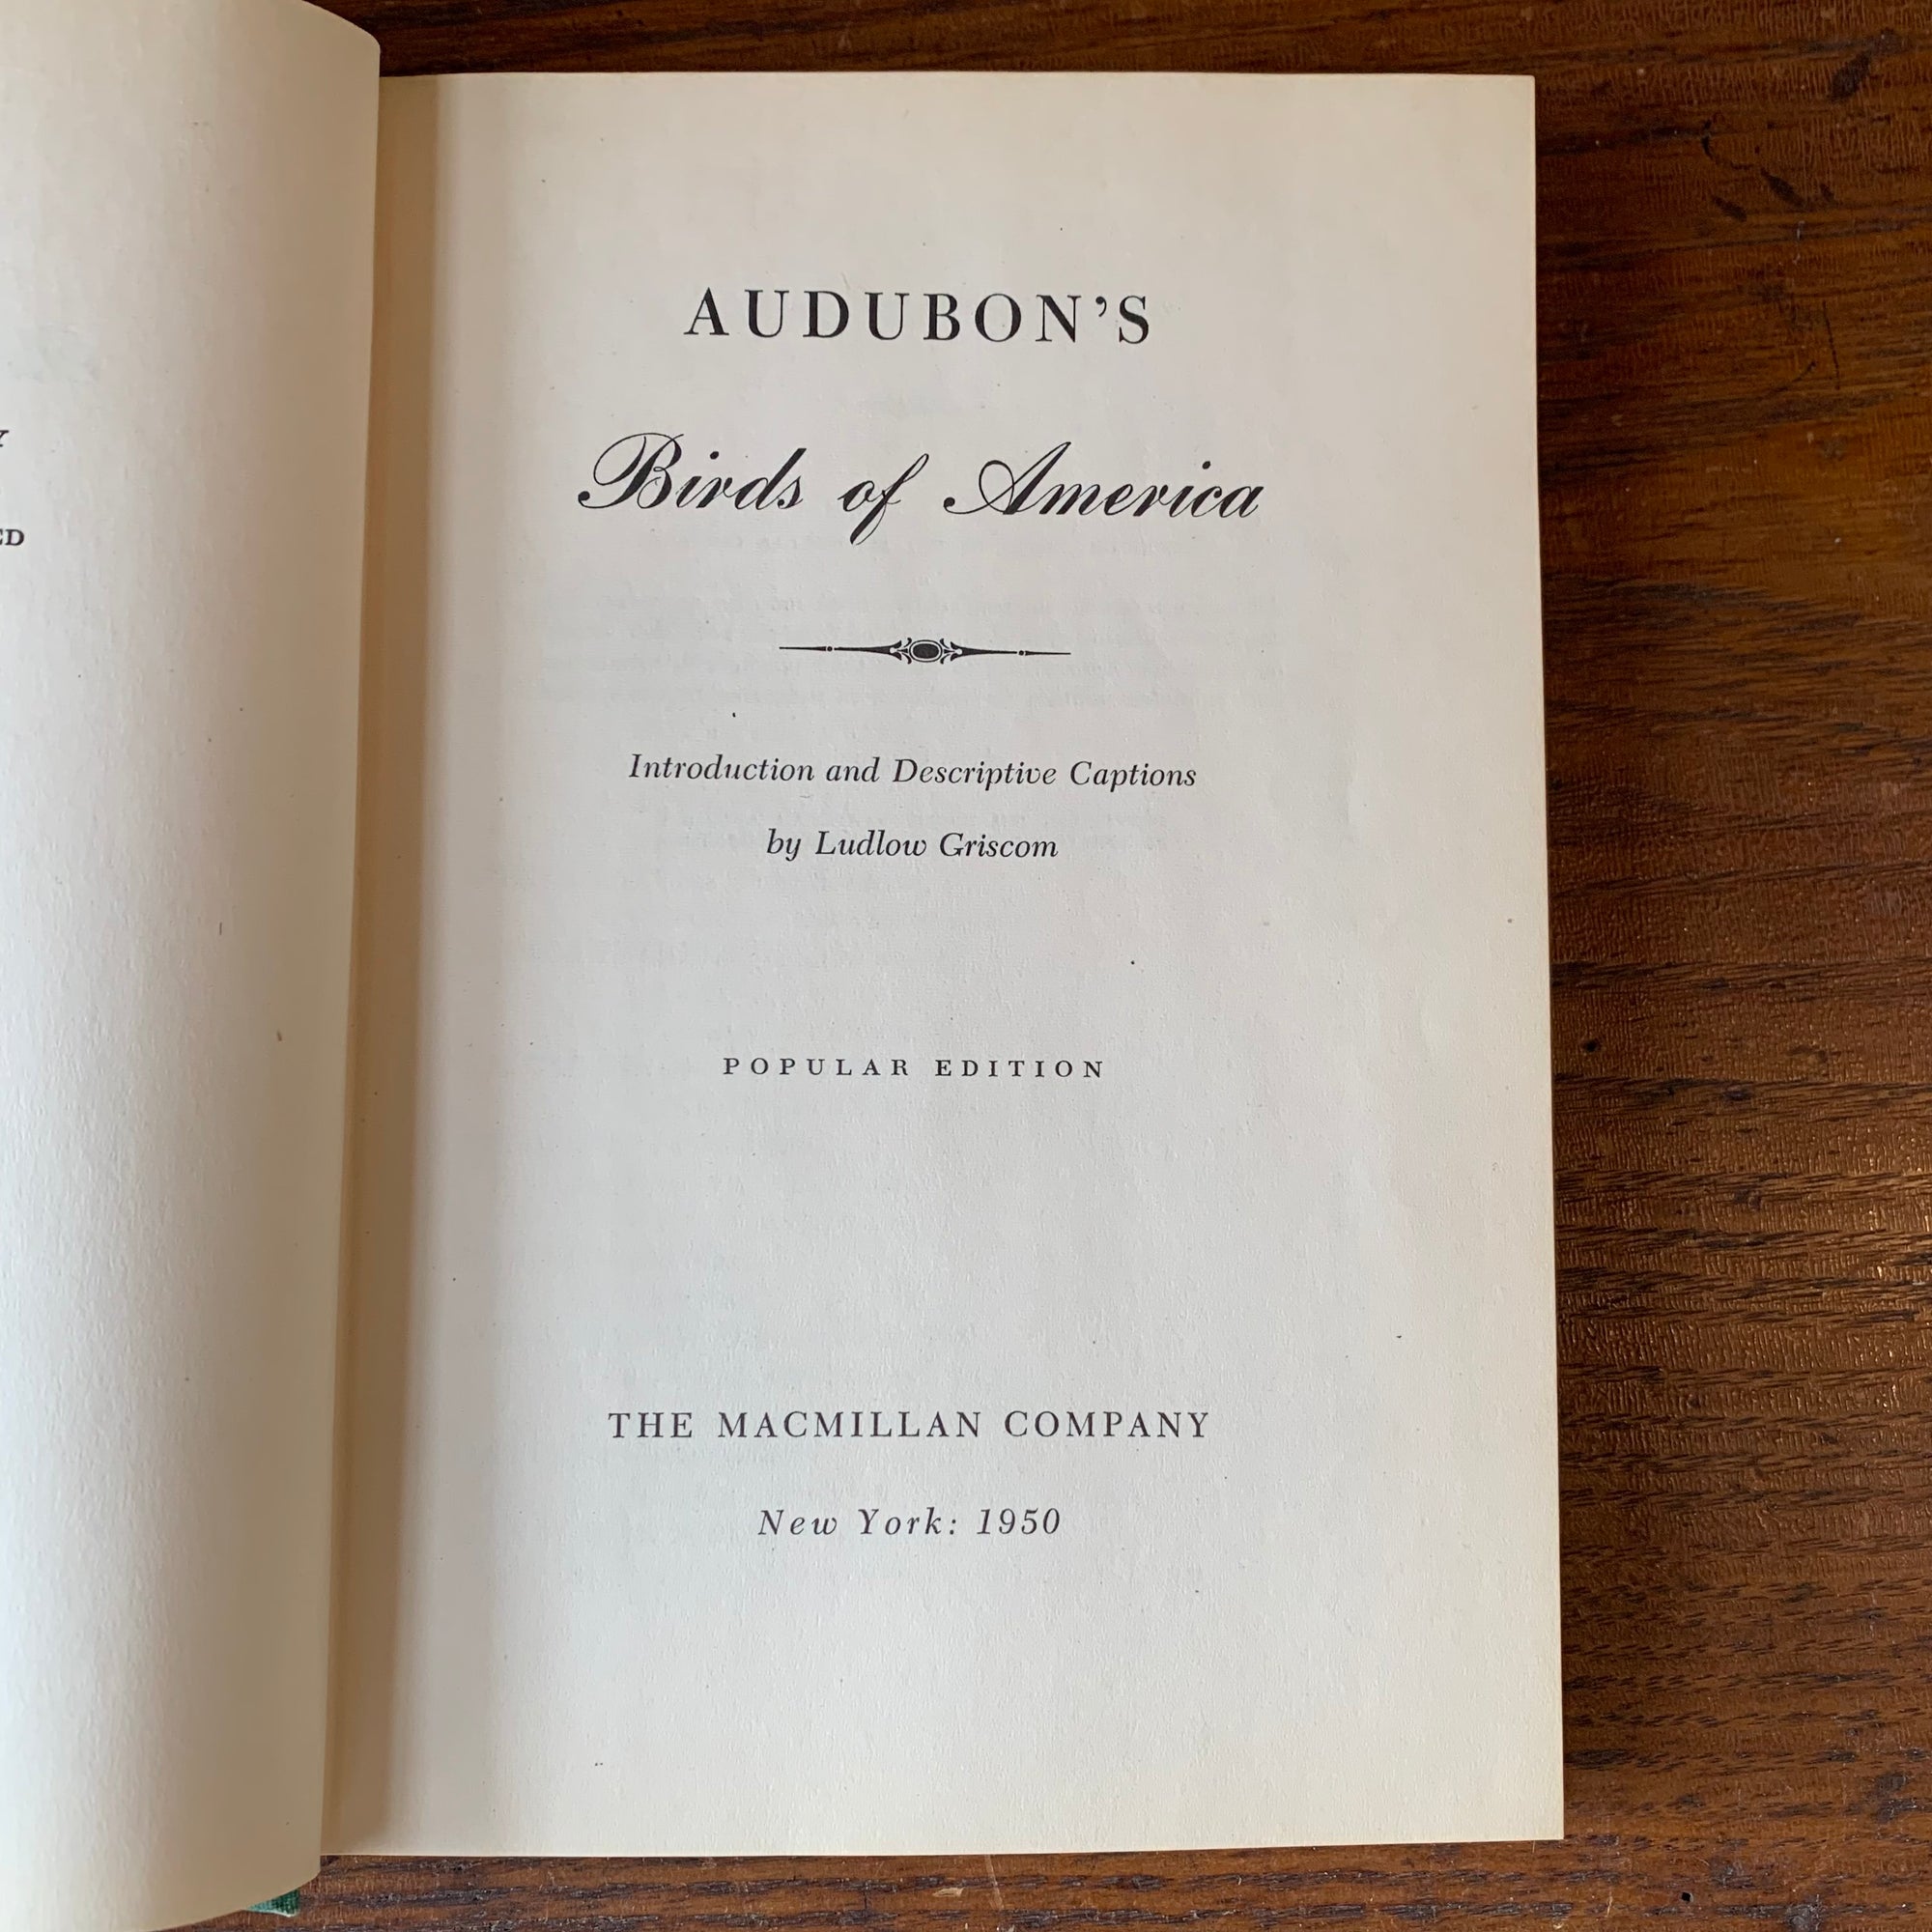 AUDUBON'S
Birds of America
Introduction and Descriptive Captions
by Ludlow Griscom
POPULAR EDITION
THE MACMILLAN COMPANY
New York: 1950